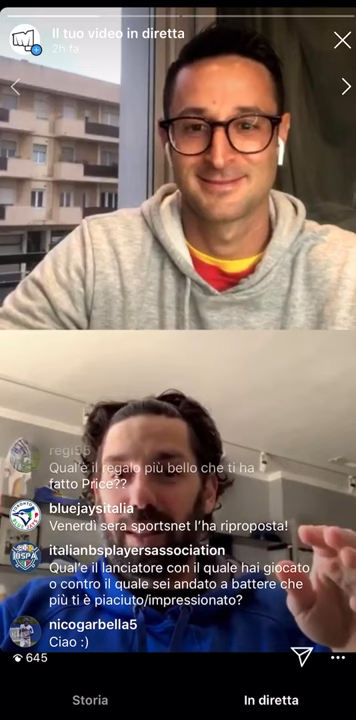 Il tuo video in diretta
2h fa
regi96
Qual'è il regalo più bello che ti ha
fatto Price??
bluejaysitalia
Venerdì sera sportsnet l'ha riproposta!
italianbsplayersassociation
Qual'e il lanciatore con il quale hai giocato
o contro il quale sei andato a battere che
più ti è piaciuto/impressionato?
nicogarbella5
Ciao :)
645
Storia
In diretta